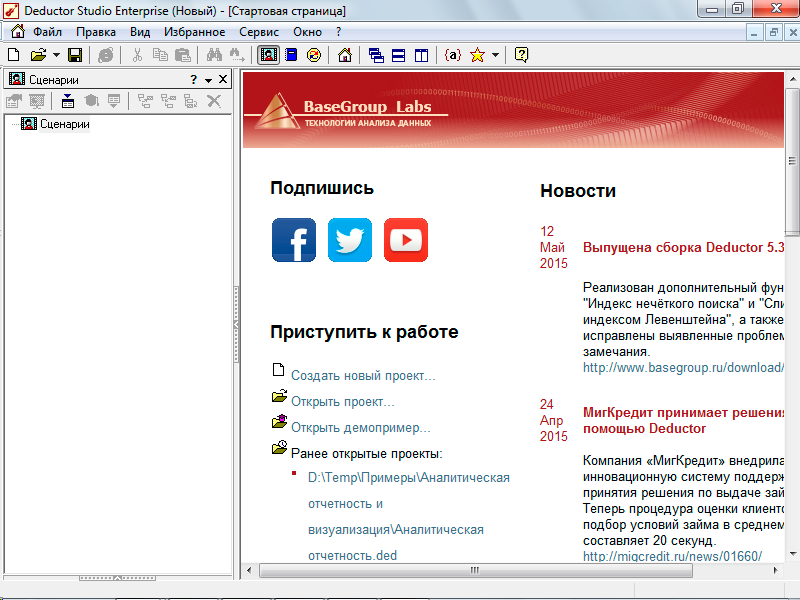 Deductor Studio Enterprise (Новый) - [Стартовая страница]
Файл Правка Вид Избранное Сервис Окно ?
{a}
Сценарии ?
Сценарии
BaseGroup Labs
ТЕХНОЛОГИИ АНАЛИЗА ДАННЫХ
Подпишись
Приступить к работе
Создать новый проект...
Открыть проект...
Открыть демопример...
Ранее открытые проекты:
D:\Temp\Примеры\Аналитическая
отчетность и
визуализация\Аналитическая
отчетность.ded
Новости
12
Май
2015
Выпущена сборка Deductor 5.3
Реализован дополнительный фун
"Индекс нечёткого поиска" и "Сли
индексом Левенштейна", а также
исправлены выявленные проблем
замечания.
http://www.basegroup.ru/download/
24
Апр
2015
МигКредит принимает решени
помощью Deductor
Компания «МигКредит» внедрила
инновационную систему поддерж
принятия решения по выдаче зай
Теперь процедура оценки клиенто
подбор условий займа в среднем
составляет 20 секунд.
http://migcredit.ru/news/01660/